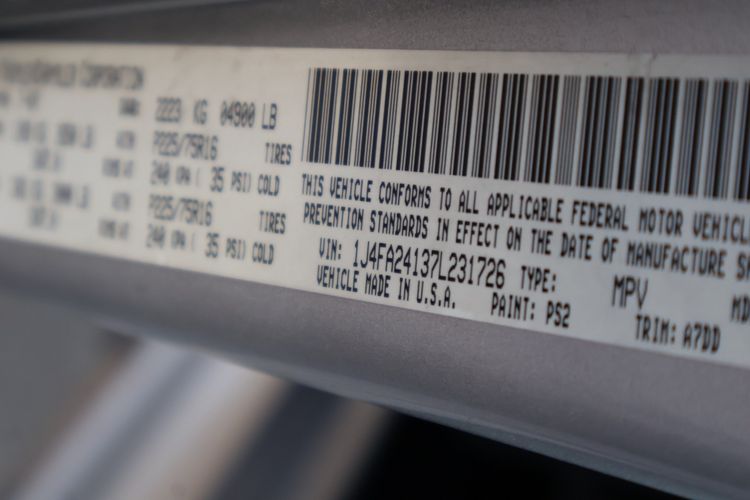 CORPORATION
2223 KG 04900 LB
P225/75R16 TIRES
240 KPA ( 35 PSI) COLD
P225/75R16 TIRES
240 KPA ( 35 PSI) COLD
THIS VEHICLE CONFORMS TO ALL APPLICABLE FEDERAL MOTOR VEHICL
PREVENTION STANDARDS IN EFFECT ON THE DATE OF MANUFACTURE S
VIN: 1J4FA24137L231726 TYPE: MPV
VEHICLE MADE IN U.S.A. PAINT: PS2 TRIM: A7DD